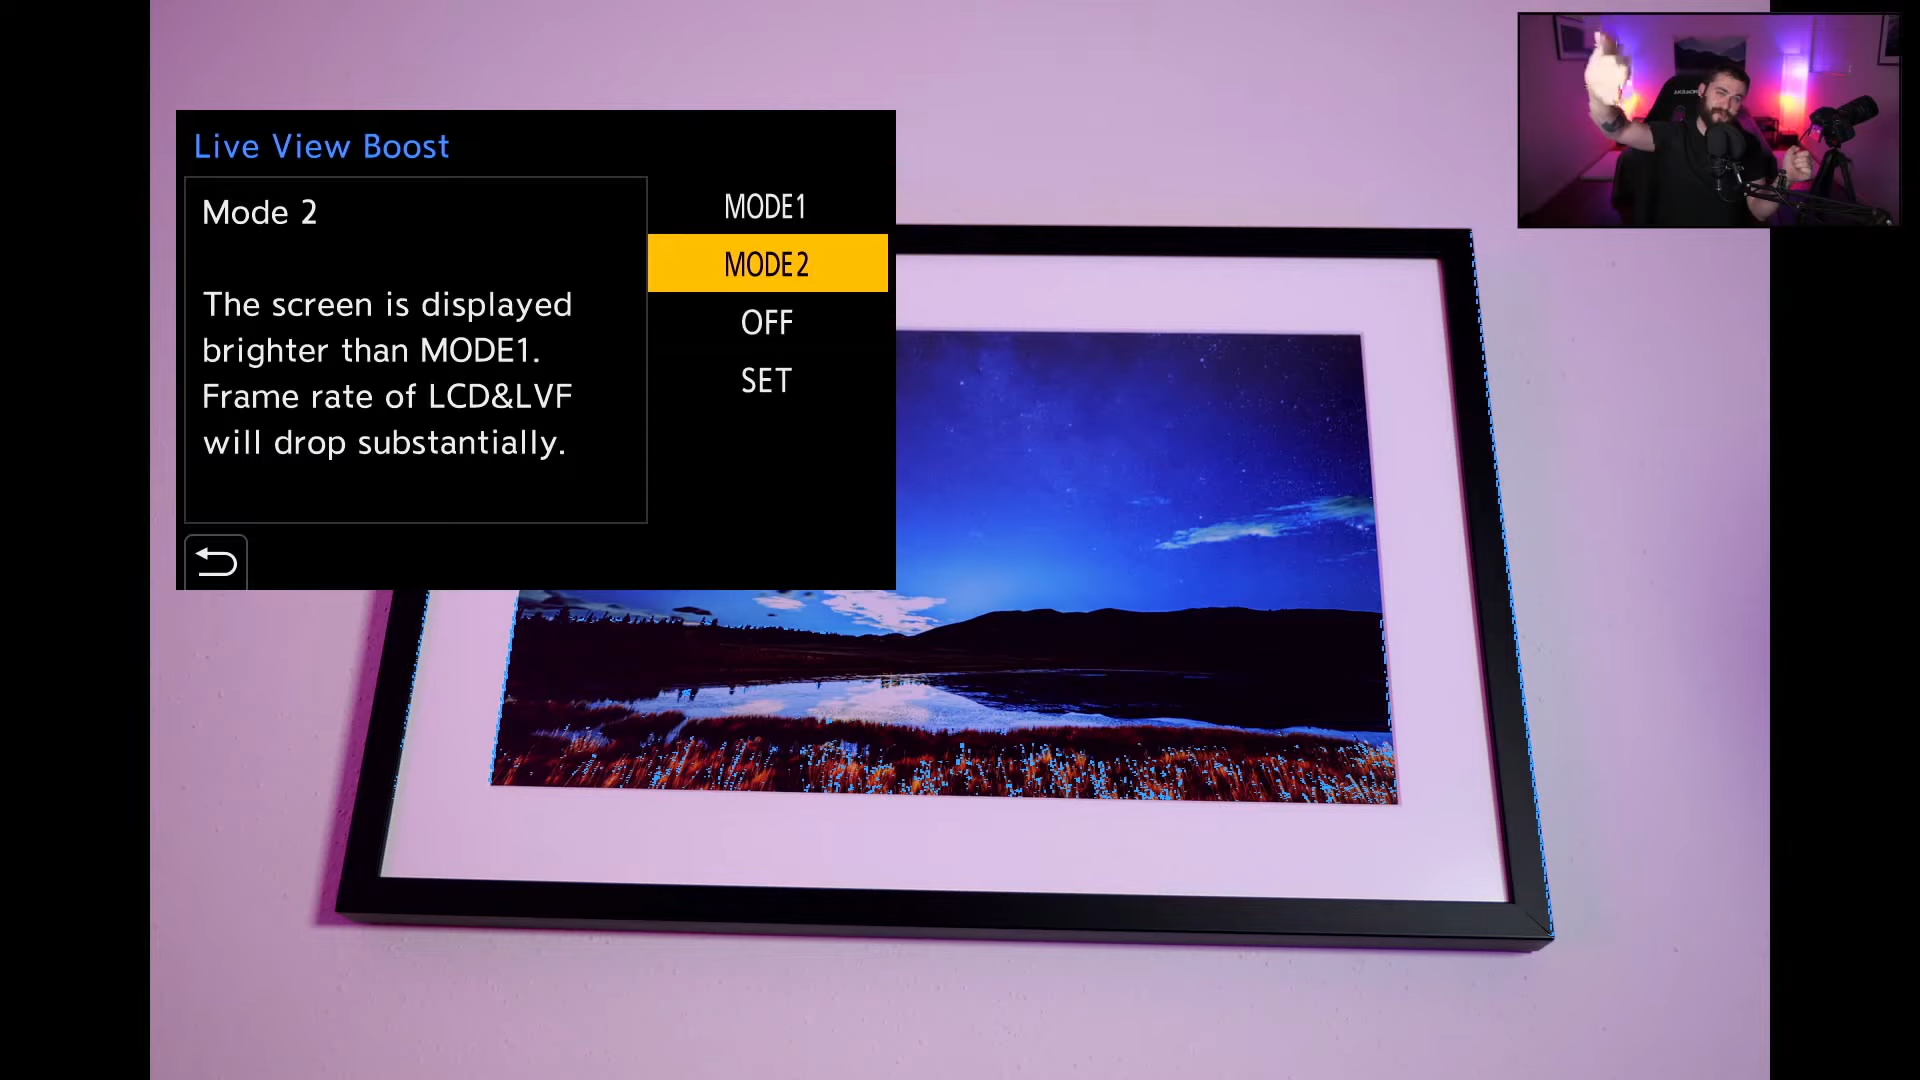 Live View Boost
Mode 2
The screen is displayed
brighter than MODE1.
Frame rate of LCD&LVF
will drop substantially.
MODE1
MODE2
OFF
SET